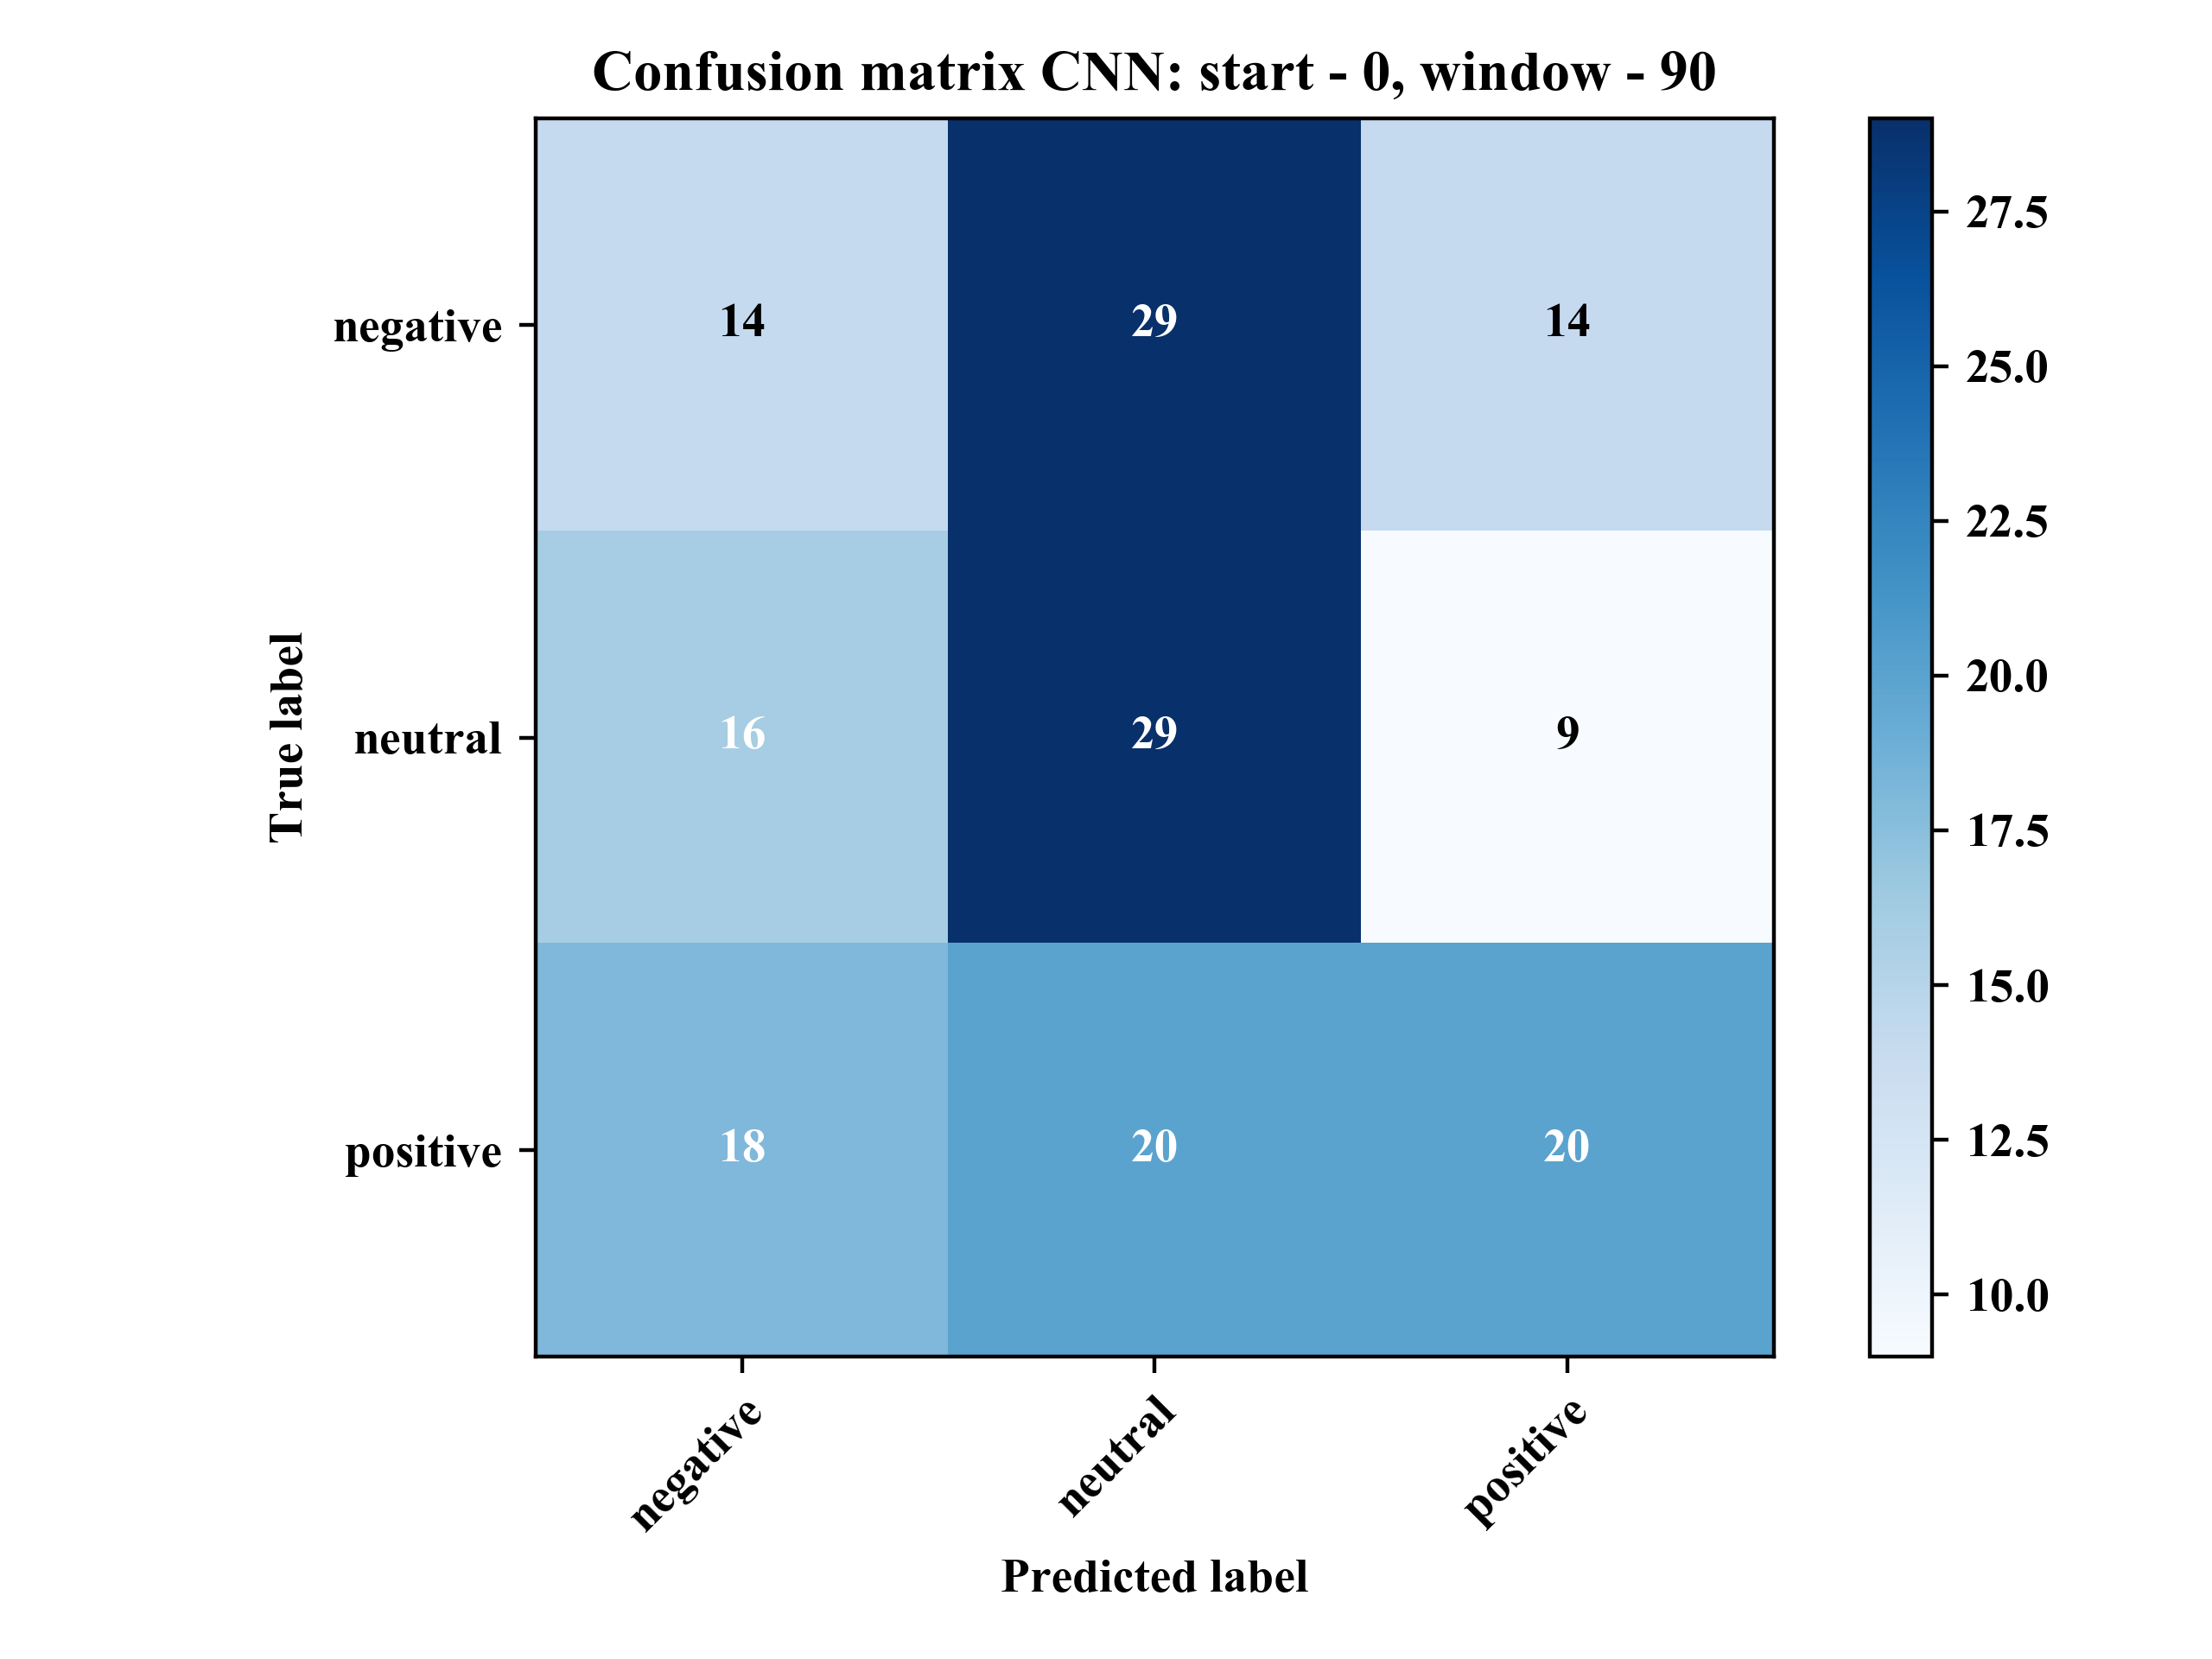 Confusion matrix CNN: start - 0, window - 90
True label
negative
14
29
14
neutral
16
29
9
positive
18
20
20
negative
neutral
positive
Predicted label
27.5
25.0
22.5
20.0
17.5
15.0
12.5
10.0